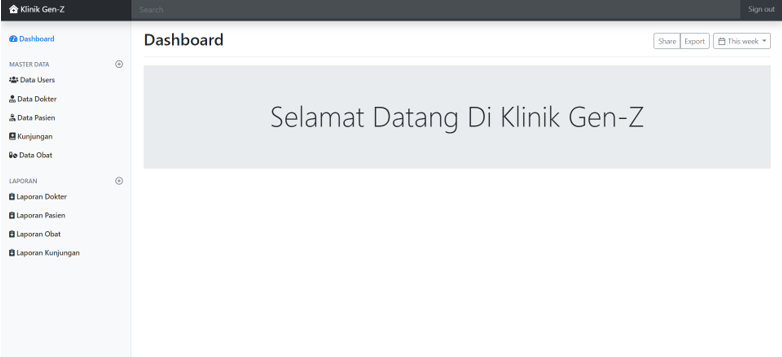 Klinik Gen-Z
Search
Sign out
Dashboard
MASTER DATA
Data Users
Data Dokter
Data Pasien
Kunjungan
Data Obat
LAPORAN
Laporan Dokter
Laporan Pasien
Laporan Obat
Laporan Kunjungan
Dashboard
Share
Export
This week
Selamat Datang Di Klinik Gen-Z